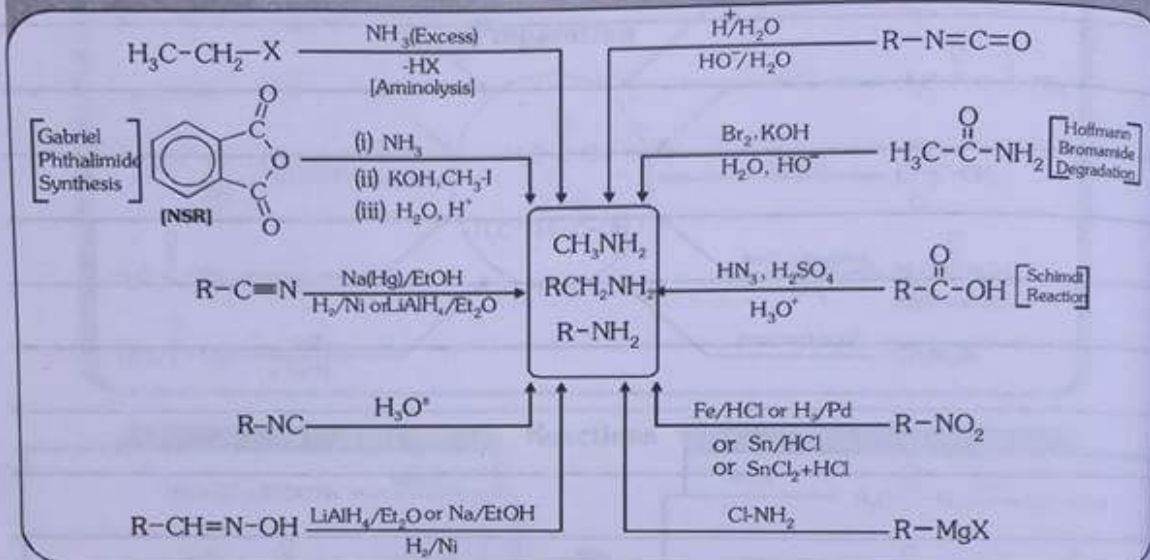 H₃C-CH₂-X
NH₃(Excess)
-HX
[Aminolysis]
H⁺/H₂O
HO⁻/H₂O
R-N=C=O
[Gabriel
Phthalimide
Synthesis]
O
C
O
C
O
[NSR]
(i) NH₃
(ii) KOH,CH₃-I
(iii) H₂O, H⁺
Br₂,KOH
H₂O, HO⁻
O
H₃C-C-NH₂
[Hoffmann
Bromamide
Degradation]
CH₃NH₂
RCH₂NH₂
R-NH₂
R-C≡N
Na(Hg)/EtOH
H₂/Ni orLiAlH₄/Et₂O
HN₃, H₂SO₄
H₃O⁺
O
R-C-OH
[Schimdt
Reaction]
R-NC
H₃O⁺
Fe/HCl or H₂/Pd
or Sn/HCl
or SnCl₂+HCl
R-NO₂
R-CH=N-OH
LiAlH₄/Et₂O or Na/EtOH
H₂/Ni
Cl-NH₂
R-MgX